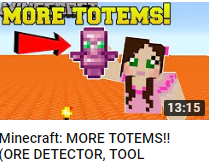 MORE TOTEMS!
13:15
Minecraft: MORE TOTEMS!!
(ORE DETECTOR, TOOL